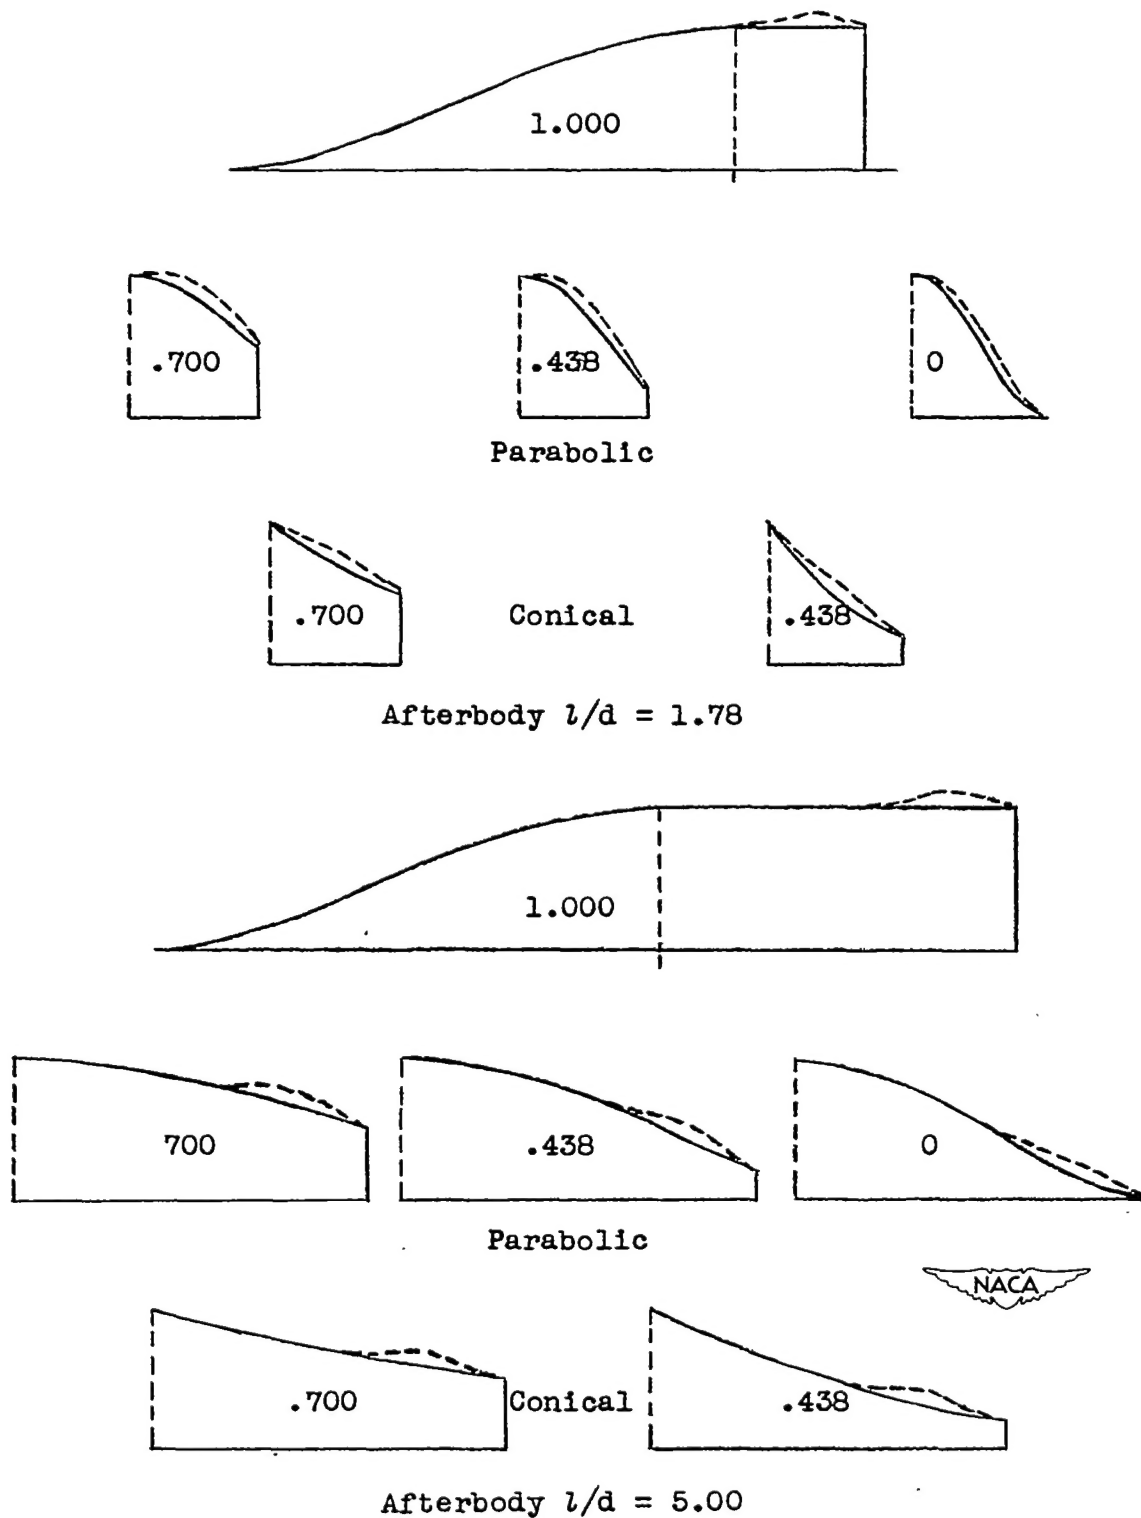 1.000
.700 .438 0
Parabolic
.700 Conical .438
Afterbody l/d = 1.78
1.000
700 .438 0
Parabolic
NACA
.700 Conical .438
Afterbody l/d = 5.00